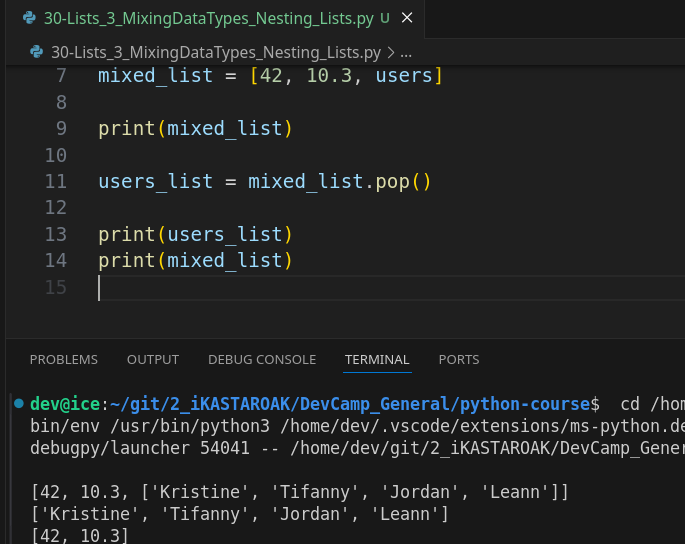 30-Lists_3_MixingDataTypes_Nesting_Lists.py U
30-Lists_3_MixingDataTypes_Nesting_Lists.py > ...
7 mixed_list = [42, 10.3, users]
8
9 print(mixed_list)
10
11 users_list = mixed_list.pop()
12
13 print(users_list)
14 print(mixed_list)
15
PROBLEMS OUTPUT DEBUG CONSOLE TERMINAL PORTS
dev@ice:~/git/2_iKASTAROAK/DevCamp_General/python-course$ cd /hom
bin/env /usr/bin/python3 /home/dev/.vscode/extensions/ms-python.de
debugpy/launcher 54041 -- /home/dev/git/2_iKASTAROAK/DevCamp_Gener
[42, 10.3, ['Kristine', 'Tifanny', 'Jordan', 'Leann']]
['Kristine', 'Tifanny', 'Jordan', 'Leann']
[42, 10.3]